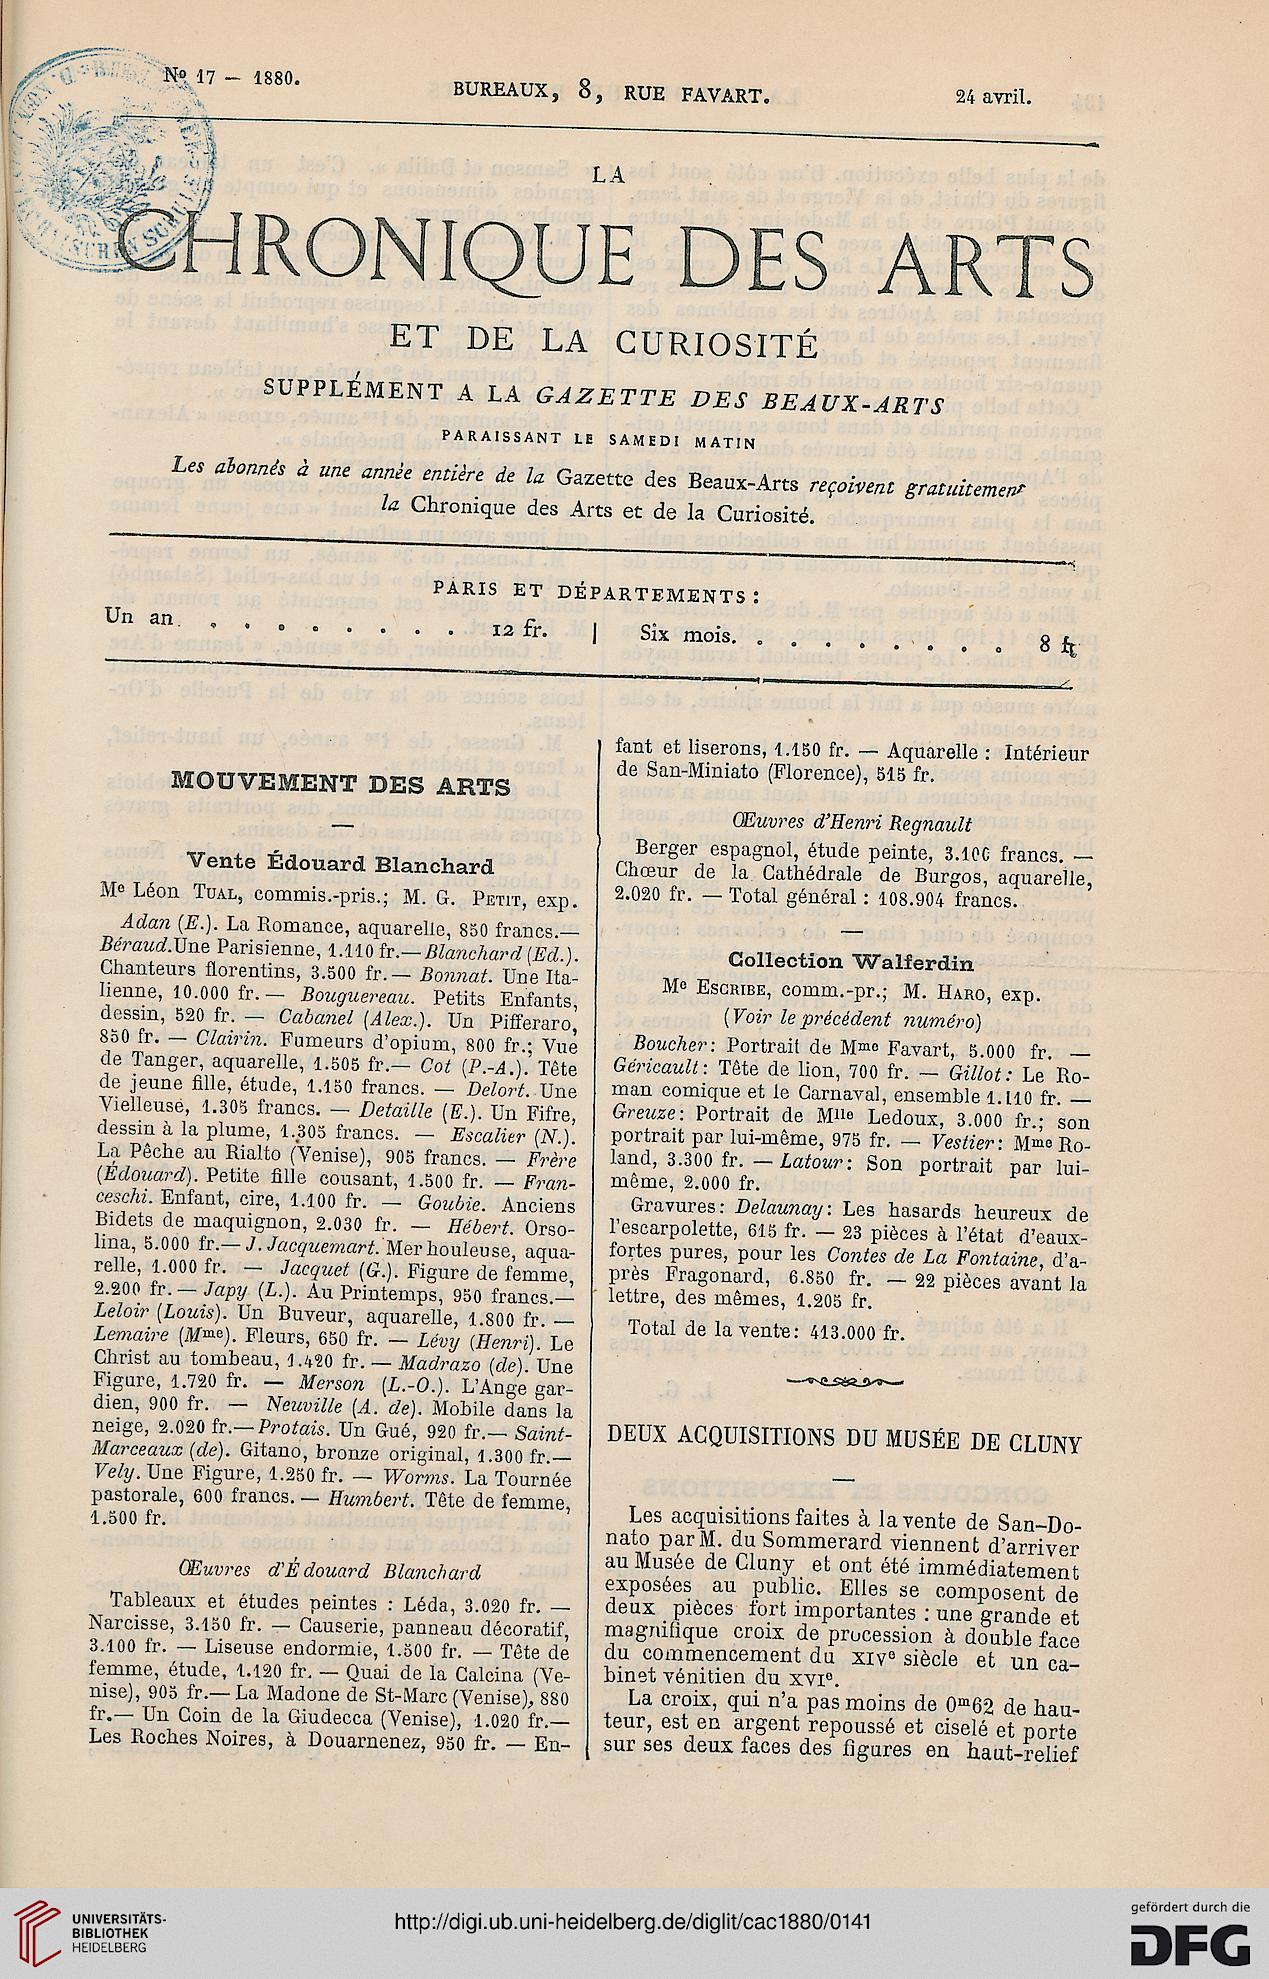 Nº 17 — 1880.
BUREAUX, 8, RUE FAVART.
24 avril.
LA
CHRONIQUE DES ARTS
ET DE LA CURIOSITÉ
SUPPLÉMENT A LA GAZETTE DES BEAUX-ARTS
PARAISSANT LE SAMEDI MATIN
Les abonnés à une année entière de la Gazette des Beaux-Arts reçoivent gratuitement
la Chronique des Arts et de la Curiosité.
PARIS ET DÉPARTEMENTS :
Un an. . . . . . . . . 12 fr. | Six mois. . . . . . . . . 8 fr.
MOUVEMENT DES ARTS
Vente Édouard Blanchard
Me Léon TUAL, commis.-pris.; M. G. PETIT, exp.
Adan (E.). La Romance, aquarelle, 850 francs.—
Béraud. Une Parisienne, 1.110 fr.— Blanchard (Ed.).
Chanteurs florentins, 3.500 fr. — Bonnat. Une Ita-
lienne, 10.000 fr. — Bouguereau. Petits Enfants,
dessin, 520 fr. — Cabanel (Alex.). Un Pifferaro,
850 fr. — Clairin. Fumeurs d'opium, 800 fr.; Vue
de Tanger, aquarelle, 1.505 fr.— Cot (P.-A.). Tête
de jeune fille, étude, 1.150 francs. — Delort. Une
Vielleuse, 1.305 francs. — Detaille (E.). Un Fifre,
dessin à la plume, 1.305 francs. — Escalier (N.).
La Pêche au Rialto (Venise), 905 francs. — Frère
(Édouard). Petite fille cousant, 1.500 fr. — Fran-
ceschi. Enfant, cire, 1.100 fr. — Goubie. Anciens
Bidets de maquignon, 2.030 fr. — Hébert. Orso-
lina, 5.000 fr.— J. Jacquemart. Mer houleuse, aqua-
relle, 1.000 fr. — Jacquet (G.). Figure de femme,
2.200 fr. — Japy (L.). Au Printemps, 950 francs.—
Leloir (Louis). Un Buveur, aquarelle, 1.800 fr. —
Lemaire (Mme). Fleurs, 650 fr. — Lévy (Henri). Le
Christ au tombeau, 1.420 fr. — Madrazo (de). Une
Figure, 1.720 fr. — Merson (L.-O.). L'Ange gar-
dien, 900 fr. — Neuville (A. de). Mobile dans la
neige, 2.020 fr.— Protais. Un Gué, 920 fr.— Saint-
Marceaux (de). Gitano, bronze original, 1.300 fr.—
Vely. Une Figure, 1.250 fr. — Worms. La Tournée
pastorale, 600 francs. — Humbert. Tête de femme,
1.500 fr.
Œuvres d'Édouard Blanchard
Tableaux et études peintes : Léda, 3.020 fr. —
Narcisse, 3.150 fr. — Causerie, panneau décoratif,
3.100 fr. — Liseuse endormie, 1.500 fr. — Tête de
femme, étude, 1.120 fr. — Quai de la Calcina (Ve-
nise), 905 fr.— La Madone de St-Marc (Venise), 880
fr.— Un Coin de la Giudecca (Venise), 1.020 fr.—
Les Roches Noires, à Douarnenez, 950 fr. — En-
fant et liserons, 1.150 fr. — Aquarelle : Intérieur
de San-Miniato (Florence), 515 fr.
Œuvres d'Henri Regnault
Berger espagnol, étude peinte, 3.100 francs. —
Chœur de la Cathédrale de Burgos, aquarelle,
2.020 fr. — Total général : 108.904 francs.
Collection Walferdin
Me ESCRIBE, comm.-pr.; M. HARO, exp.
(Voir le précédent numéro)
Boucher : Portrait de Mme Favart, 5.000 fr. —
Géricault : Tête de lion, 700 fr. — Gillot : Le Ro-
man comique et le Carnaval, ensemble 1.110 fr. —
Greuze : Portrait de Mlle Ledoux, 3.000 fr.; son
portrait par lui-même, 975 fr. — Vestier : Mme Ro-
land, 3.300 fr. — Latour : Son portrait par lui-
même, 2.000 fr.
Gravures : Delaunay : Les hasards heureux de
l'escarpolette, 615 fr. — 23 pièces à l'état d'eaux-
fortes pures, pour les Contes de La Fontaine, d'a-
près Fragonard, 6.850 fr. — 22 pièces avant la
lettre, des mêmes, 1.205 fr.
Total de la vente : 413.000 fr.
DEUX ACQUISITIONS DU MUSÉE DE CLUNY
Les acquisitions faites à la vente de San-Do-
nato par M. du Sommerard viennent d'arriver
au Musée de Cluny et ont été immédiatement
exposées au public. Elles se composent de
deux pièces fort importantes : une grande et
magnifique croix de procession à double face
du commencement du XIVe siècle et un ca-
binet vénitien du XVIe.
La croix, qui n'a pas moins de 0m62 de hau-
teur, est en argent repoussé et ciselé et porte
sur ses deux faces des figures en haut-relief
UNIVERSITÄTS-
BIBLIOTHEK
HEIDELBERG
http://digi.ub.uni-heidelberg.de/diglit/cac1880/0141
gefördert durch die
DFG